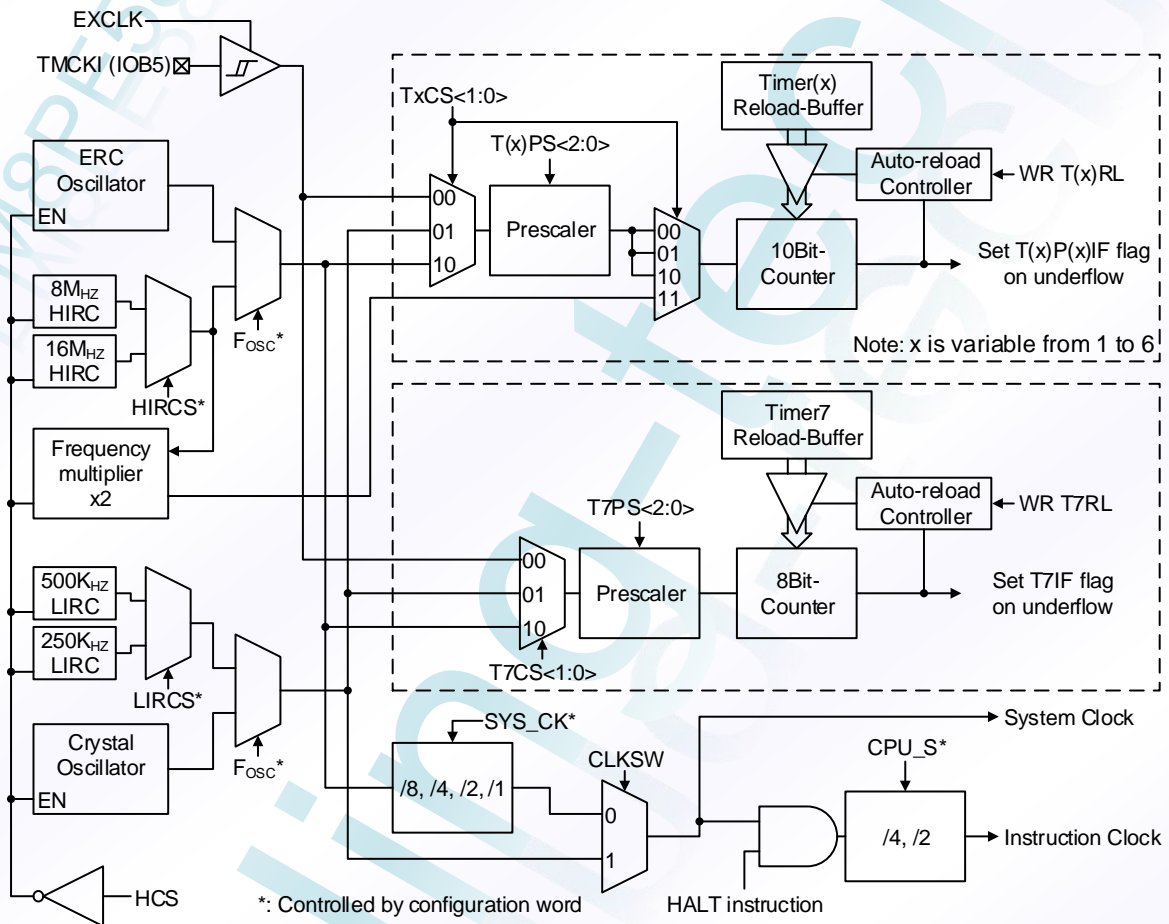 EXCLK
TMCKI (IOB5)
ERC
Oscillator
EN
8MHZ
HIRC
16MHZ
HIRC
HIRCS*
FOSC*
Frequency
multiplier
x2
500KHZ
LIRC
250KHZ
LIRC
LIRCS*
FOSC*
Crystal
Oscillator
EN
HCS
TxCS<1:0>
T(x)PS<2:0>
00
01
10
Prescaler
00
01
10
11
Timer(x)
Reload-Buffer
Auto-reload
Controller
WR T(x)RL
10Bit-
Counter
Set T(x)P(x)IF flag
on underflow
Note: x is variable from 1 to 6
Timer7
Reload-Buffer
Auto-reload
Controller
WR T7RL
T7PS<2:0>
00
01
10
Prescaler
8Bit-
Counter
Set T7IF flag
on underflow
T7CS<1:0>
SYS_CK*
/8, /4, /2, /1
CLKSW
0
1
System Clock
CPU_S*
/4, /2
Instruction Clock
HALT instruction
*: Controlled by configuration word